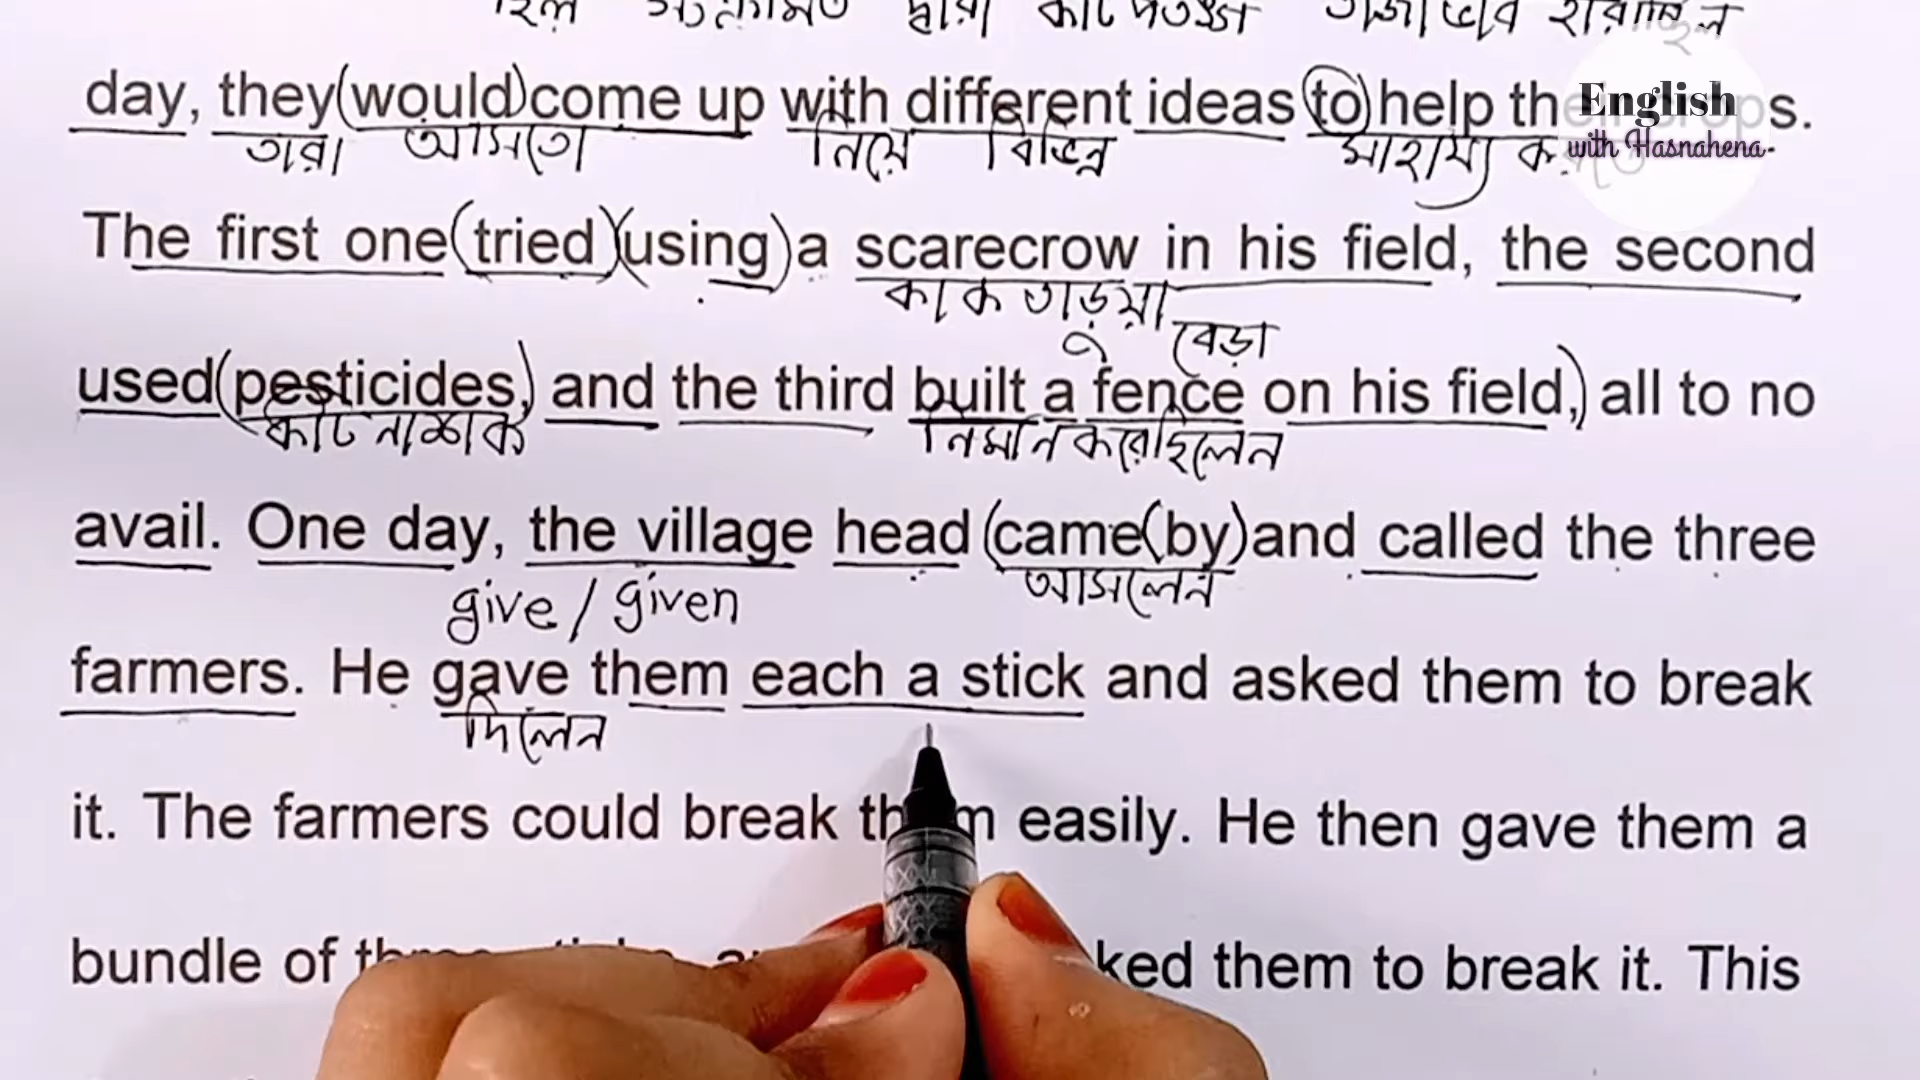 দ্বারা
day, they would come up with different ideas to help the ps.
English
with Hasnahena
তারা আসতো নিয়ে বিভিন্ন সাহায্য করতে
The first one tried using a scarecrow in his field, the second
কাকতাড়ুয়া বেড়া
used pesticides, and the third built a fence on his field, all to no
কীটনাশক নির্মান করেছিলেন
avail. One day, the village head came by and called the three
give / given আসলেন
farmers. He gave them each a stick and asked them to break
দিলেন
it. The farmers could break them easily. He then gave them a
bundle of ked them to break it. This